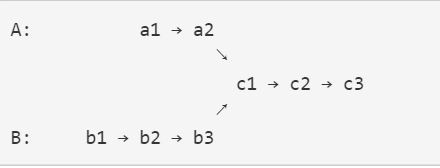 A: a1 → a2
↘
c1 → c2 → c3
↗
B: b1 → b2 → b3